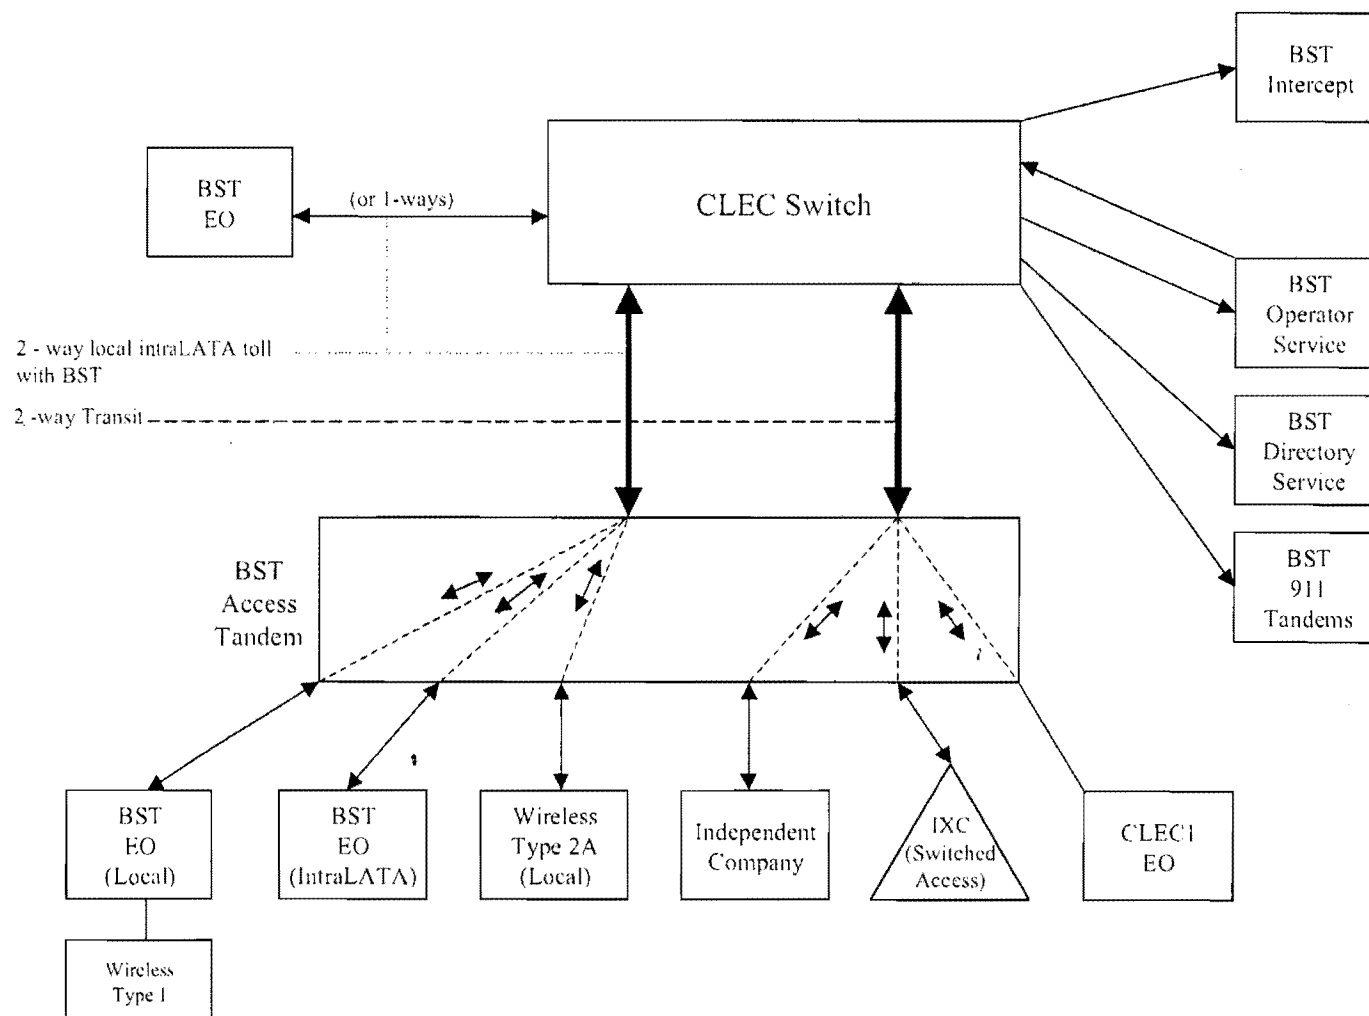 BST
Intercept
BST
EO
(or 1-ways)
CLEC Switch
BST
Operator
Service
2 - way local intraLATA toll
with BST
2 -way Transit
BST
Directory
Service
BST
911
Tandems
BST
Access
Tandem
BST
EO
(Local)
BST
EO
(IntraLATA)
Wireless
Type 2A
(Local)
Independent
Company
IXC
(Switched
Access)
CLEC1
EO
Wireless
Type 1